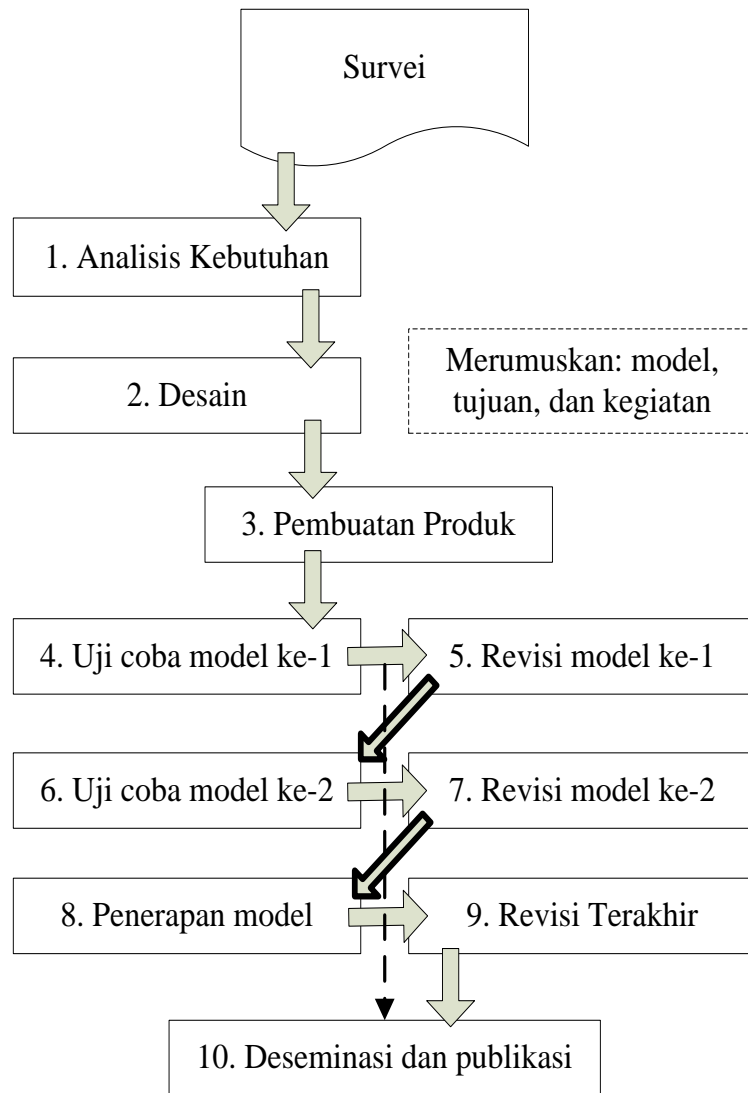 Survei
1. Analisis Kebutuhan
2. Desain
Merumuskan: model,
tujuan, dan kegiatan
3. Pembuatan Produk
4. Uji coba model ke-1
5. Revisi model ke-1
6. Uji coba model ke-2
7. Revisi model ke-2
8. Penerapan model
9. Revisi Terakhir
10. Deseminasi dan publikasi